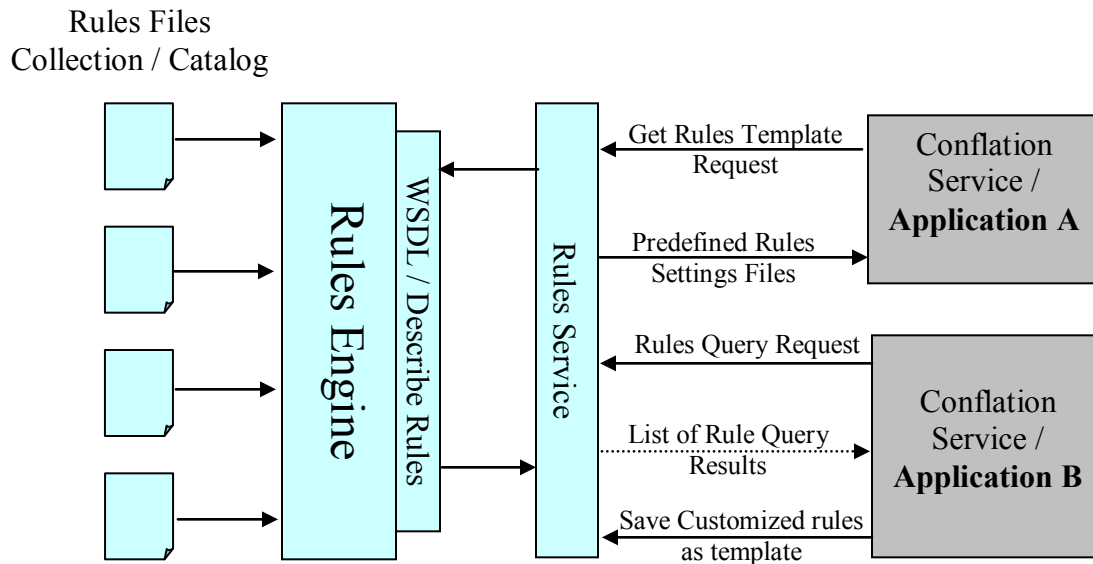 Rules Files
Collection / Catalog
Rules Engine
WSDL / Describe Rules
Rules Service
Get Rules Template
Request
Predefined Rules
Settings Files
Conflation
Service /
Application A
Rules Query Request
List of Rule Query
Results
Save Customized rules
as template
Conflation
Service /
Application B